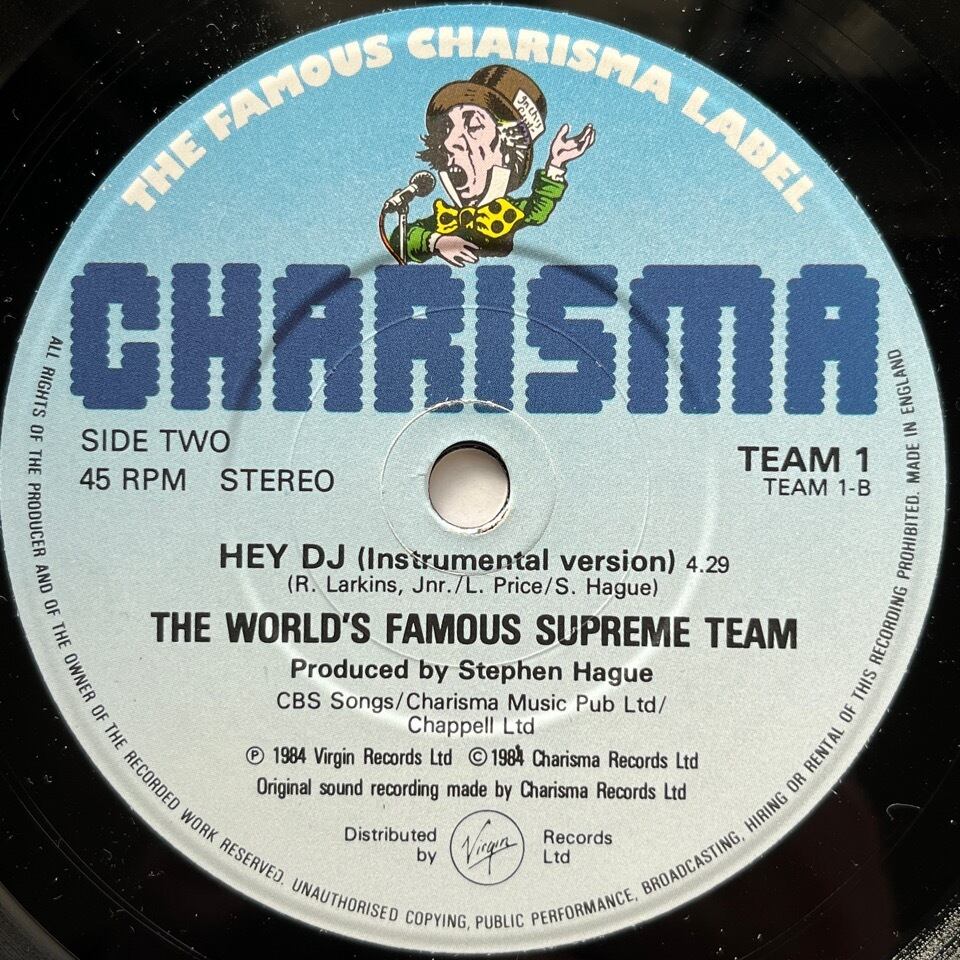 THE FAMOUS CHARISMA LABEL
CHARISMA
SIDE TWO
45 RPM STEREO
TEAM 1
TEAM 1-B
HEY DJ (Instrumental version) 4.29
(R. Larkins, Jnr./L. Price/S. Hague)
THE WORLD'S FAMOUS SUPREME TEAM
Produced by Stephen Hague
CBS Songs/Charisma Music Pub Ltd/
Chappell Ltd
℗ 1984 Virgin Records Ltd © 1984 Charisma Records Ltd
Original sound recording made by Charisma Records Ltd
Distributed
by
Virgin
Records
Ltd
ALL RIGHTS OF THE PRODUCER AND OF THE OWNER OF THE RECORDED WORK RESERVED. UNAUTHORISED COPYING, PUBLIC PERFORMANCE, BROADCASTING, HIRING OR RENTAL OF THIS RECORDING PROHIBITED. MADE IN ENGLAND